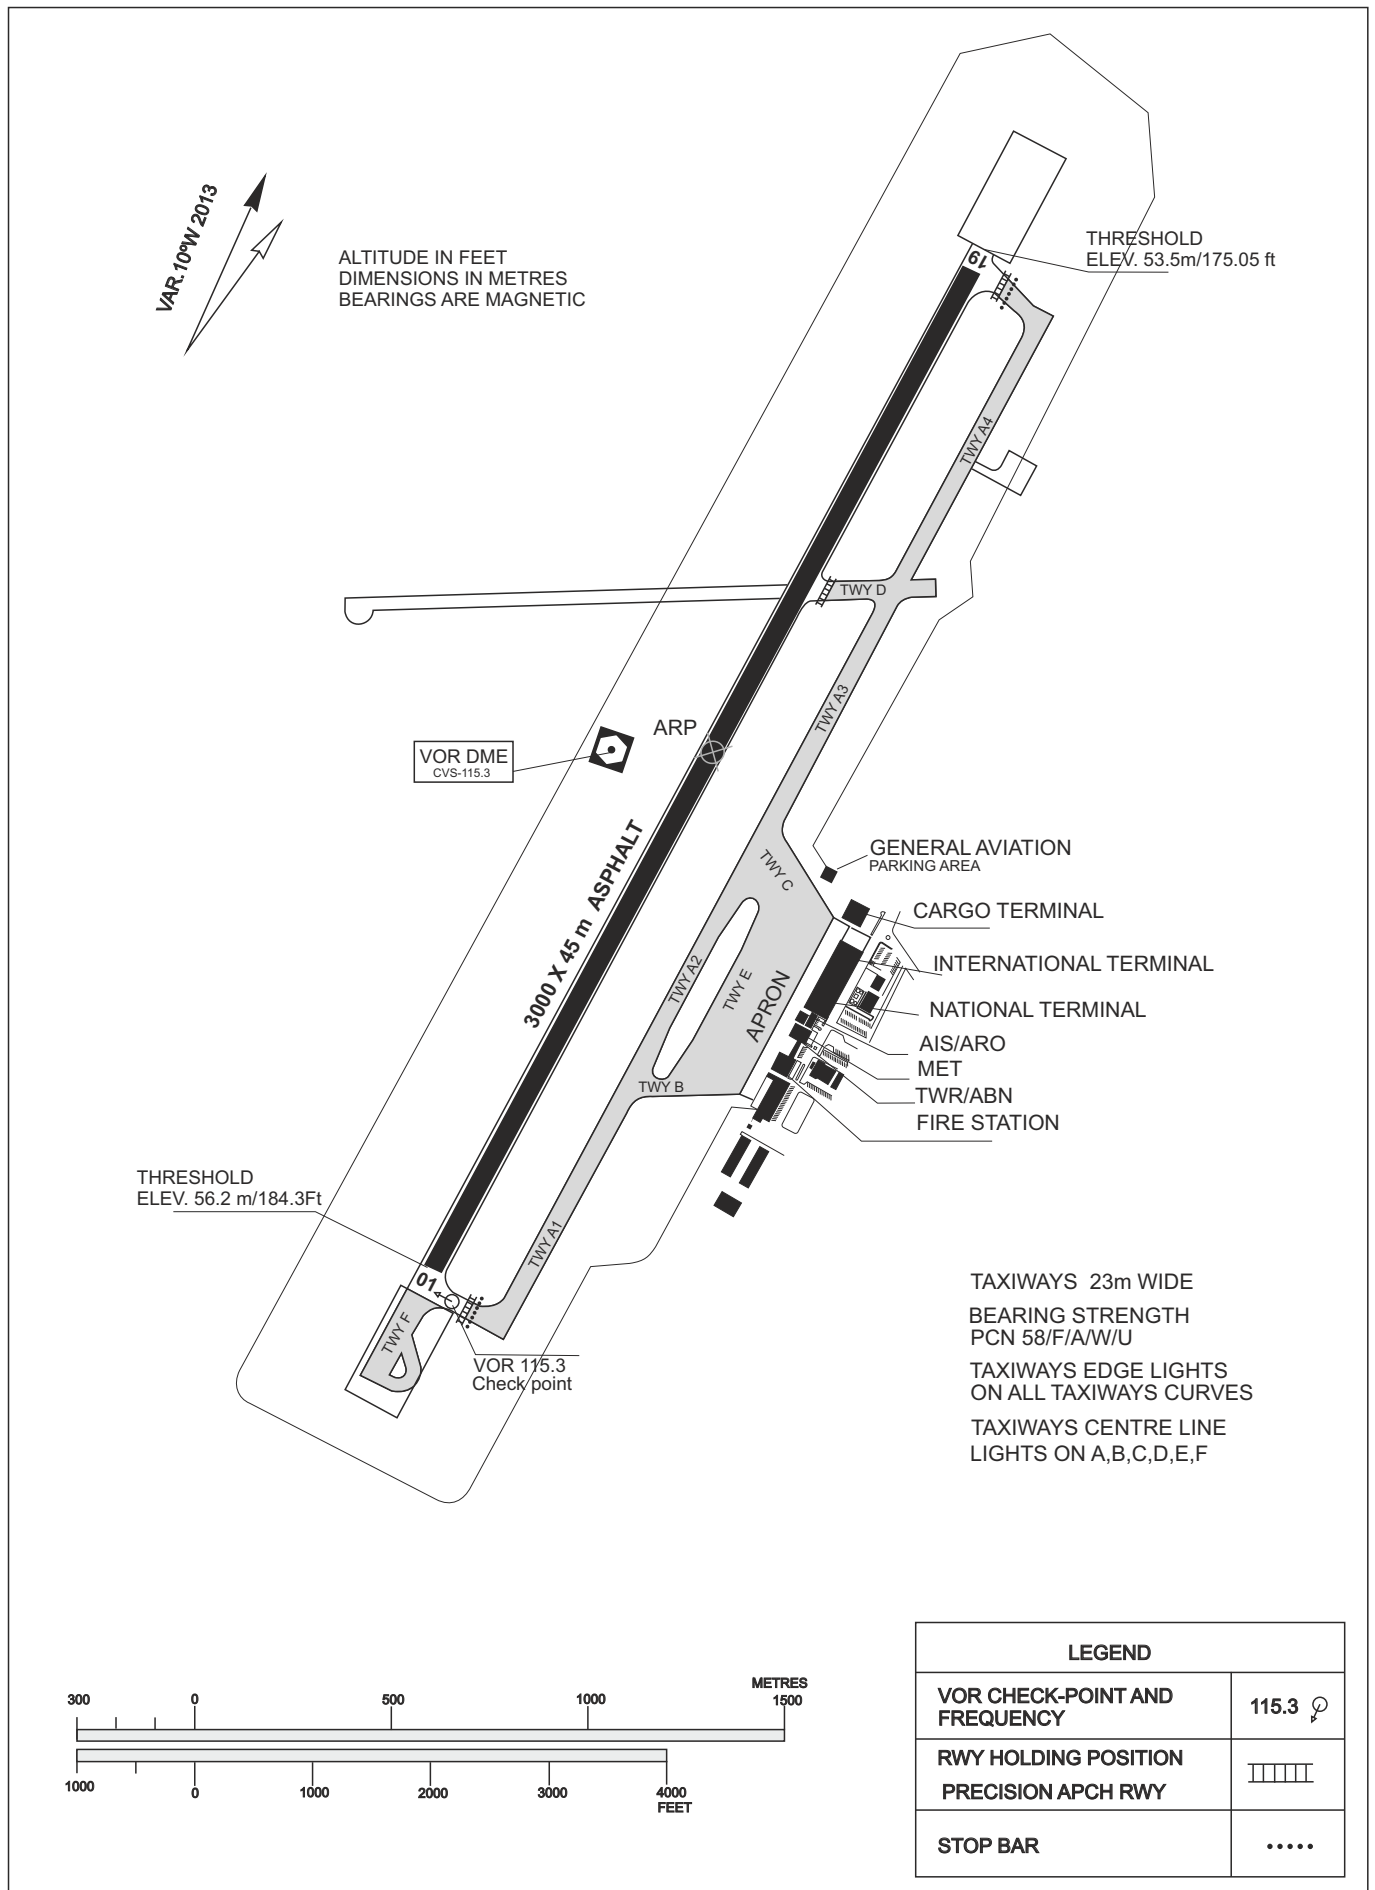 VAR.10ºW 2013
ALTITUDE IN FEET
DIMENSIONS IN METRES
BEARINGS ARE MAGNETIC
THRESHOLD
ELEV. 53.5m/175.05 ft
19
TWY A4
TWY D
TWY A3
ARP
VOR DME
CVS-115.3
3000 X 45 m ASPHALT
GENERAL AVIATION
PARKING AREA
TWY C
CARGO TERMINAL
INTERNATIONAL TERMINAL
NATIONAL TERMINAL
TWY A2
TWY E
APRON
AIS/ARO
MET
TWR/ABN
FIRE STATION
TWY B
THRESHOLD
ELEV. 56.2 m/184.3Ft
TWY A1
01
TWY F
VOR 115.3
Check point
TAXIWAYS 23m WIDE
BEARING STRENGTH
PCN 58/F/A/W/U
TAXIWAYS EDGE LIGHTS
ON ALL TAXIWAYS CURVES
TAXIWAYS CENTRE LINE
LIGHTS ON A,B,C,D,E,F
METRES
300 0 500 1000 1500
1000 0 1000 2000 3000 4000
FEET
LEGEND
VOR CHECK-POINT AND
FREQUENCY
115.3
RWY HOLDING POSITION
PRECISION APCH RWY
STOP BAR